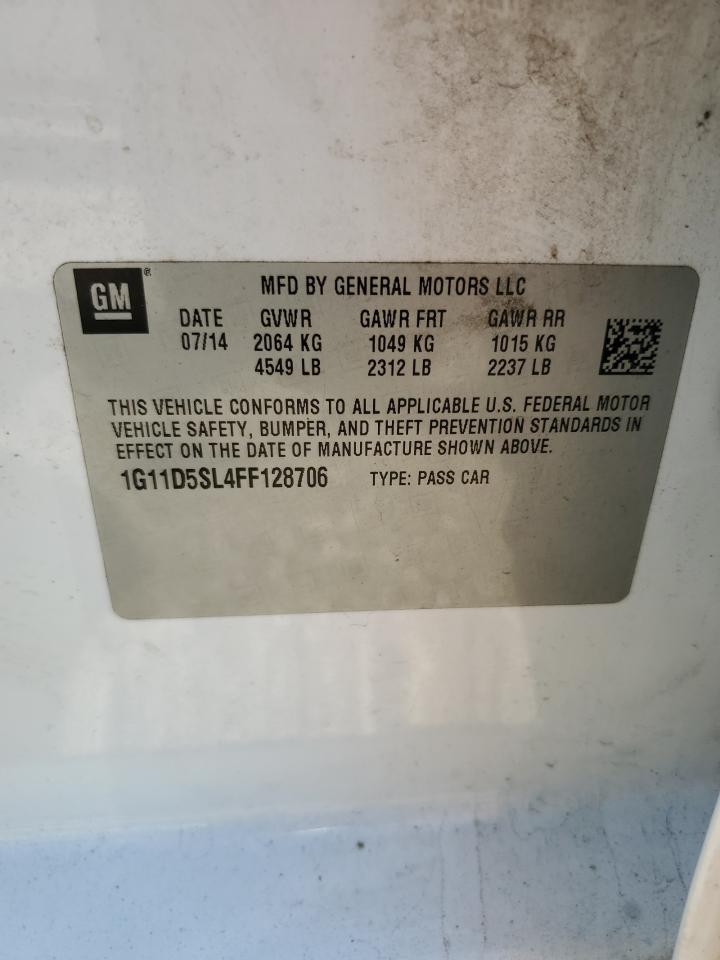 GM®
MFD BY GENERAL MOTORS LLC
DATE GVWR GAWR FRT GAWR RR
07/14 2064 KG 1049 KG 1015 KG
4549 LB 2312 LB 2237 LB
THIS VEHICLE CONFORMS TO ALL APPLICABLE U.S. FEDERAL MOTOR
VEHICLE SAFETY, BUMPER, AND THEFT PREVENTION STANDARDS IN
EFFECT ON THE DATE OF MANUFACTURE SHOWN ABOVE.
1G11D5SL4FF128706 TYPE: PASS CAR